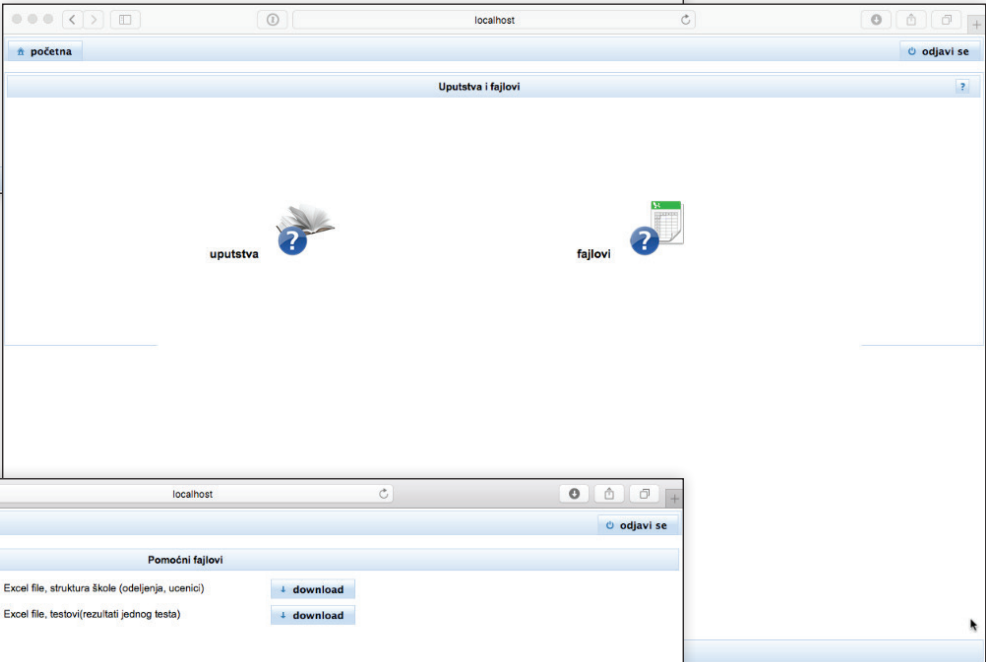 localhost
početna
odjavi se
Uputstva i fajlovi
?
uputstva
fajlovi
localhost
odjavi se
Pomoćni fajlovi
Excel file, struktura škole (odeljenja, ucenici)
download
Excel file, testovi(rezultati jednog testa)
download